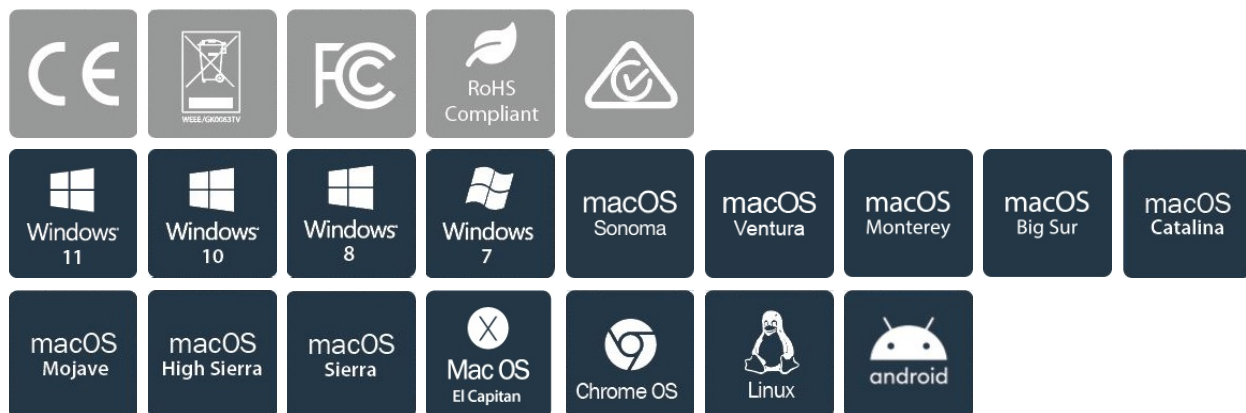 CE
WEEE/GK0063TV
FC
RoHS
Compliant
Windows
11
Windows
10
Windows
8
Windows
7
macOS
Sonoma
macOS
Ventura
macOS
Monterey
macOS
Big Sur
macOS
Catalina
macOS
Mojave
macOS
High Sierra
macOS
Sierra
X
Mac OS
El Capitan
Chrome OS
Linux
android